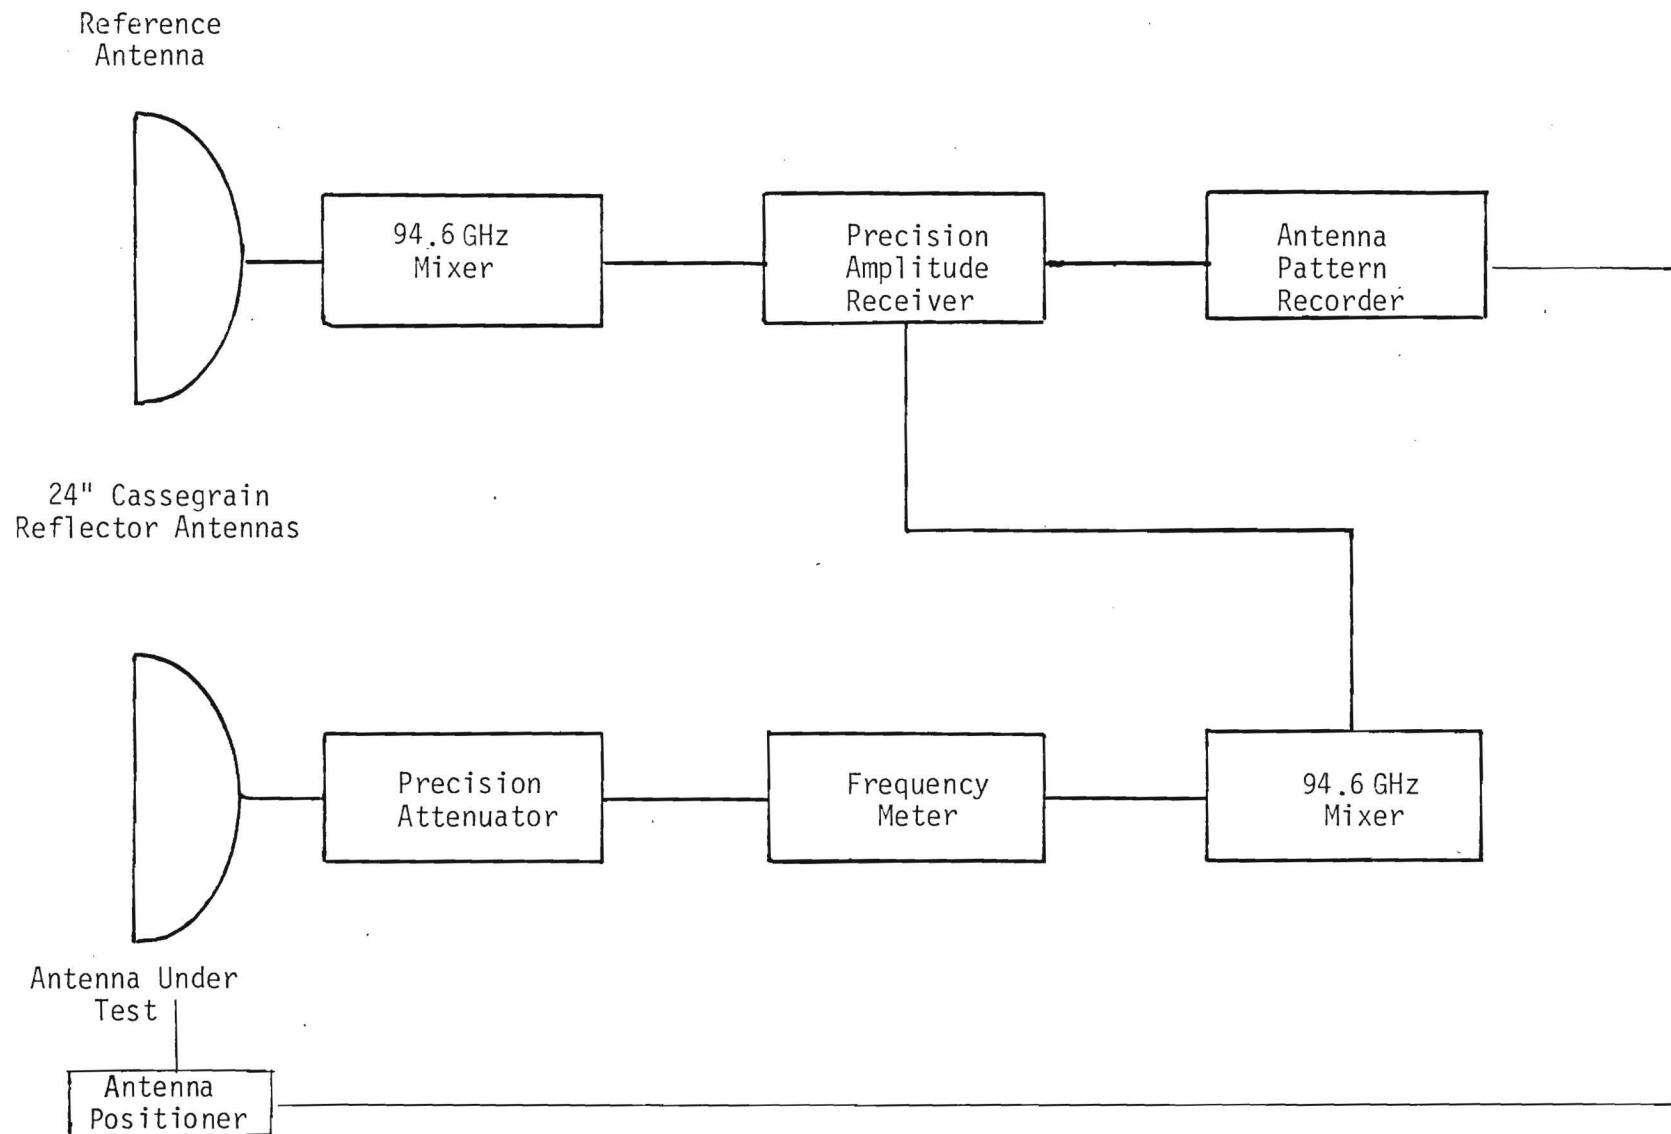 Reference
Antenna
94.6 GHz
Mixer
Precision
Amplitude
Receiver
Antenna
Pattern
Recorder
24" Cassegrain
Reflector Antennas
Precision
Attenuator
Frequency
Meter
94.6 GHz
Mixer
Antenna Under
Test
Antenna
Positioner